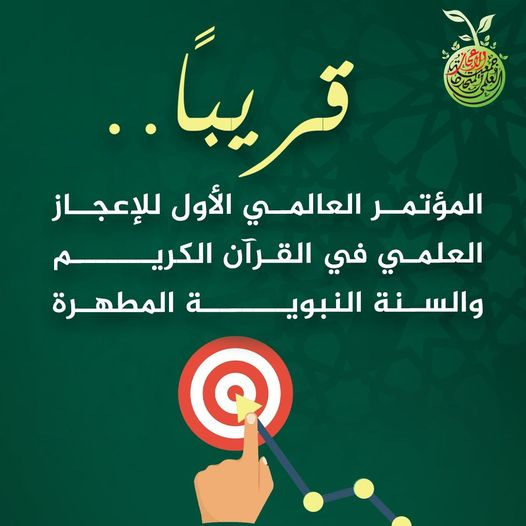 قريباً..
المؤتمر العالمي الأول للإعجاز
العلمي في القرآن الكريم
والسنة النبوية المطهرة